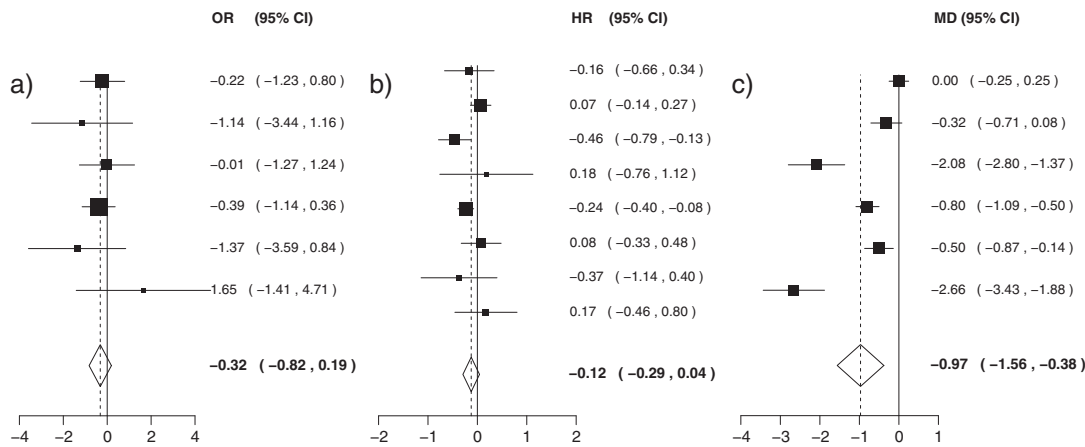 OR (95% CI)
a)
−0.22 ( −1.23 , 0.80 )
−1.14 ( −3.44 , 1.16 )
−0.01 ( −1.27 , 1.24 )
−0.39 ( −1.14 , 0.36 )
−1.37 ( −3.59 , 0.84 )
1.65 ( −1.41 , 4.71 )
−0.32 ( −0.82 , 0.19 )
−4 −2 0 2 4
HR (95% CI)
b)
−0.16 ( −0.66 , 0.34 )
0.07 ( −0.14 , 0.27 )
−0.46 ( −0.79 , −0.13 )
0.18 ( −0.76 , 1.12 )
−0.24 ( −0.40 , −0.08 )
0.08 ( −0.33 , 0.48 )
−0.37 ( −1.14 , 0.40 )
0.17 ( −0.46 , 0.80 )
−0.12 ( −0.29 , 0.04 )
−2 −1 0 1 2
MD (95% CI)
c)
0.00 ( −0.25 , 0.25 )
−0.32 ( −0.71 , 0.08 )
−2.08 ( −2.80 , −1.37 )
−0.80 ( −1.09 , −0.50 )
−0.50 ( −0.87 , −0.14 )
−2.66 ( −3.43 , −1.88 )
−0.97 ( −1.56 , −0.38 )
−4 −3 −2 −1 0 1